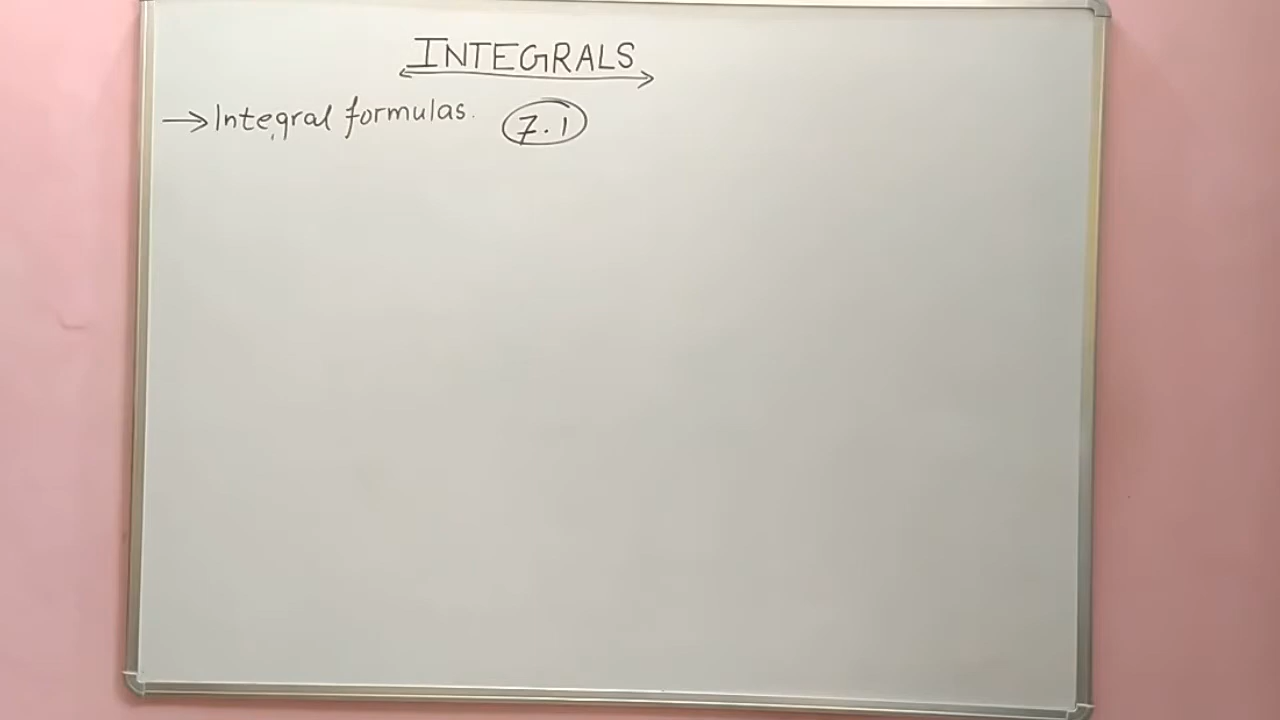 INTEGRALS
→ Integral formulas. 7.1